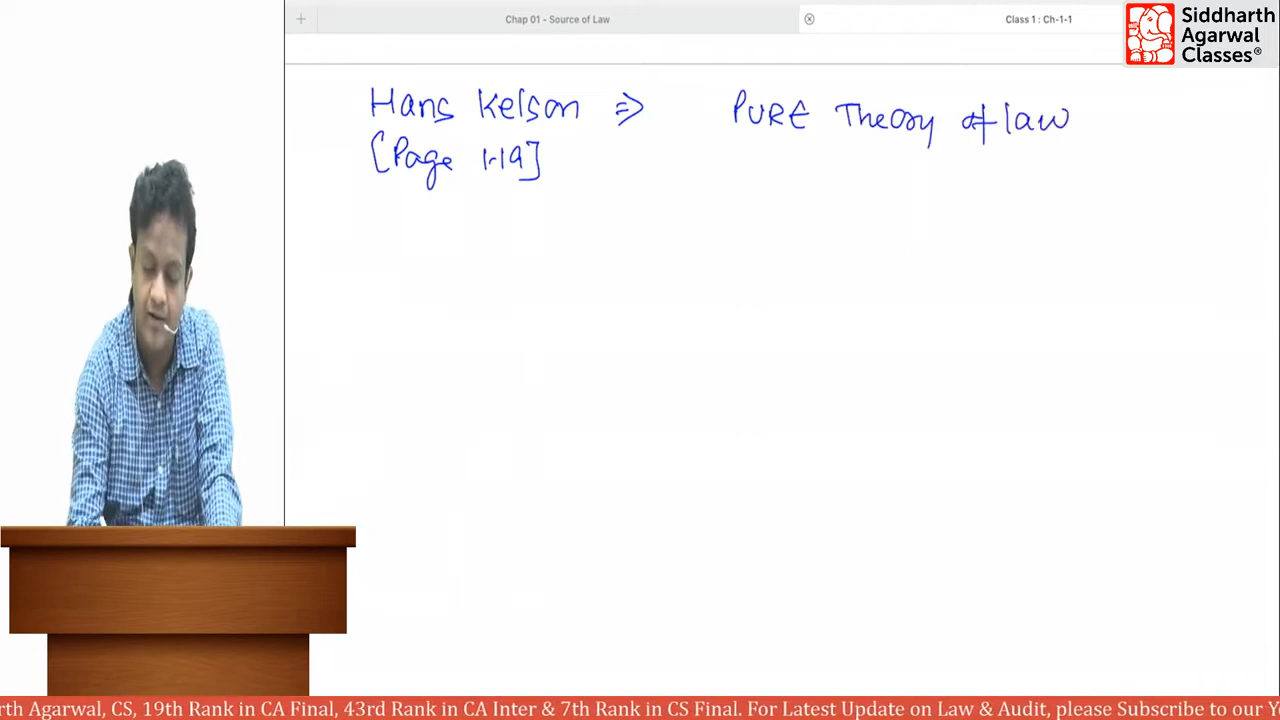 Chap 01 - Source of Law
Class 1 : Ch-1-1
Siddharth
Agarwal
Classes®
Hans Kelson ⇒ PURE Theory of law
[Page 1.19]
rth Agarwal, CS, 19th Rank in CA Final, 43rd Rank in CA Inter & 7th Rank in CS Final. For Latest Update on Law & Audit, please Subscribe to our Y